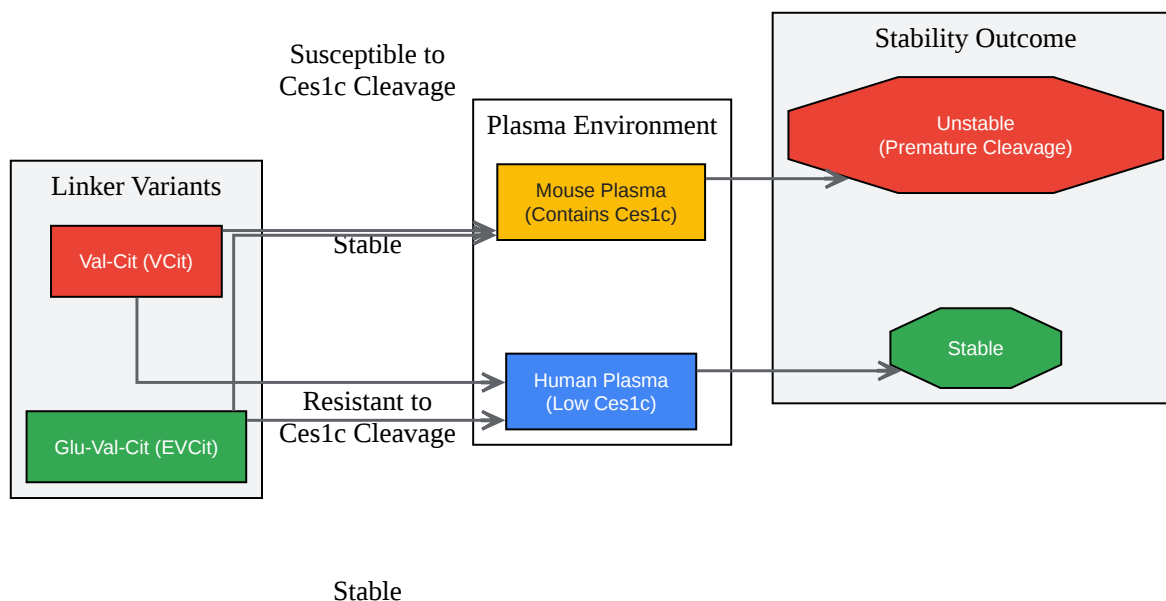 Linker Variants
Val-Cit (VCit)
Glu-Val-Cit (EVCit)
Susceptible to
Ces1c Cleavage
Stable
Resistant to
Ces1c Cleavage
Stable
Plasma Environment
Mouse Plasma
(Contains Ces1c)
Human Plasma
(Low Ces1c)
Stability Outcome
Unstable
(Premature Cleavage)
Stable